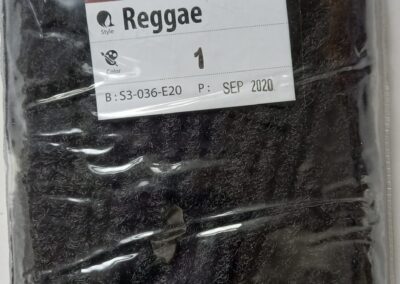 Style Reggae
Color 1
B : S3-036-E20 P : SEP 2020